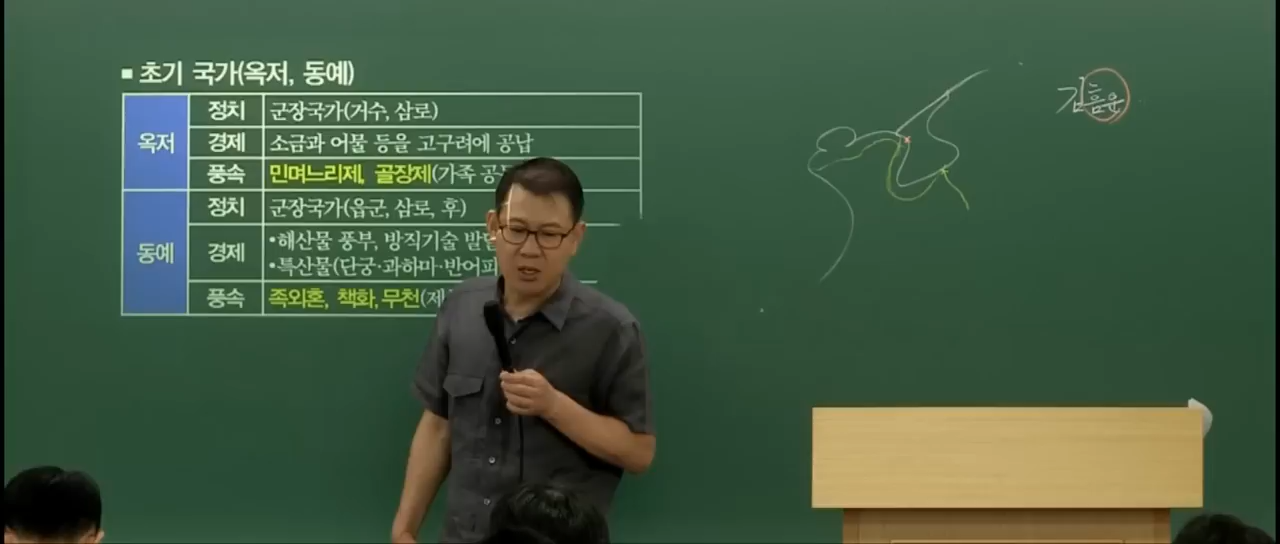 ▪ 초기 국가(옥저, 동예)
옥저
정치 군장국가(거수, 삼로)
경제 소금과 어물 등을 고구려에 공납
풍속 민며느리제, 골장제(가족 공
동예
정치 군장국가(읍군, 삼로, 후)
경제 •해산물 풍부, 방직기술 발
•특산물(단궁·과하마·반어피
풍속 족외혼, 책화, 무천(제
김흠운